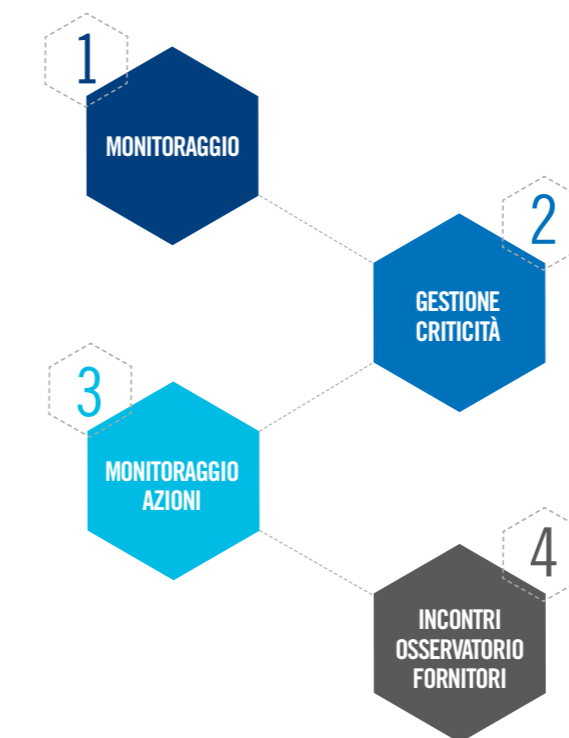 1
MONITORAGGIO
2
GESTIONE
CRITICITÀ
3
MONITORAGGIO
AZIONI
4
INCONTRI
OSSERVATORIO
FORNITORI